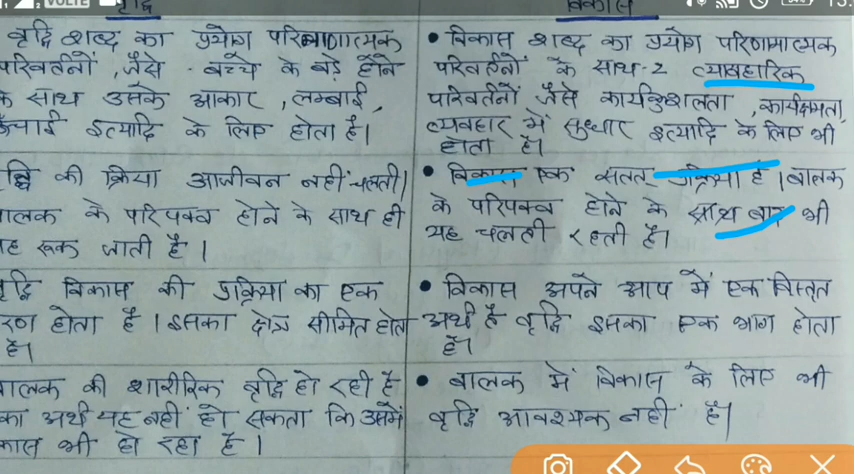 वृद्धि
वृद्धि शब्द का प्रयोग परिमाणात्मक
परिवर्तनों, जैसे - बच्चे के बड़े होने
के साथ उसके आकार, लम्बाई,
ऊँचाई इत्यादि के लिए होता है।
की क्रिया आजीवन नहीं चलती।
बालक के परिपक्व होने के साथ ही
यह रूक जाती है।
वृद्धि विकास की प्रक्रिया का एक
चरण होता है। इसका क्षेत्र सीमित होता
है।
बालक की शारीरिक वृद्धि हो रही है
का अर्थ यह नहीं हो सकता कि उसमें
विकास भी हो रहा है।
विकास
• विकास शब्द का प्रयोग परिणामात्मक
परिवर्तनों के साथ-2 व्यावहारिक
परिवर्तनों जैसे कार्यकुशलता, कार्यक्षमता,
व्यवहार में सुधार इत्यादि के लिए भी
होता है।
• विकास एक सतत प्रक्रिया है। बालक
के परिपक्व होने के साथ बाद भी
यह चलती रहती है।
• विकास अपने आप में एक विस्तृत
अर्थ है वृद्धि इसका एक भाग होता
है।
• बालक में विकास के लिए भी
वृद्धि आवश्यक नहीं है।